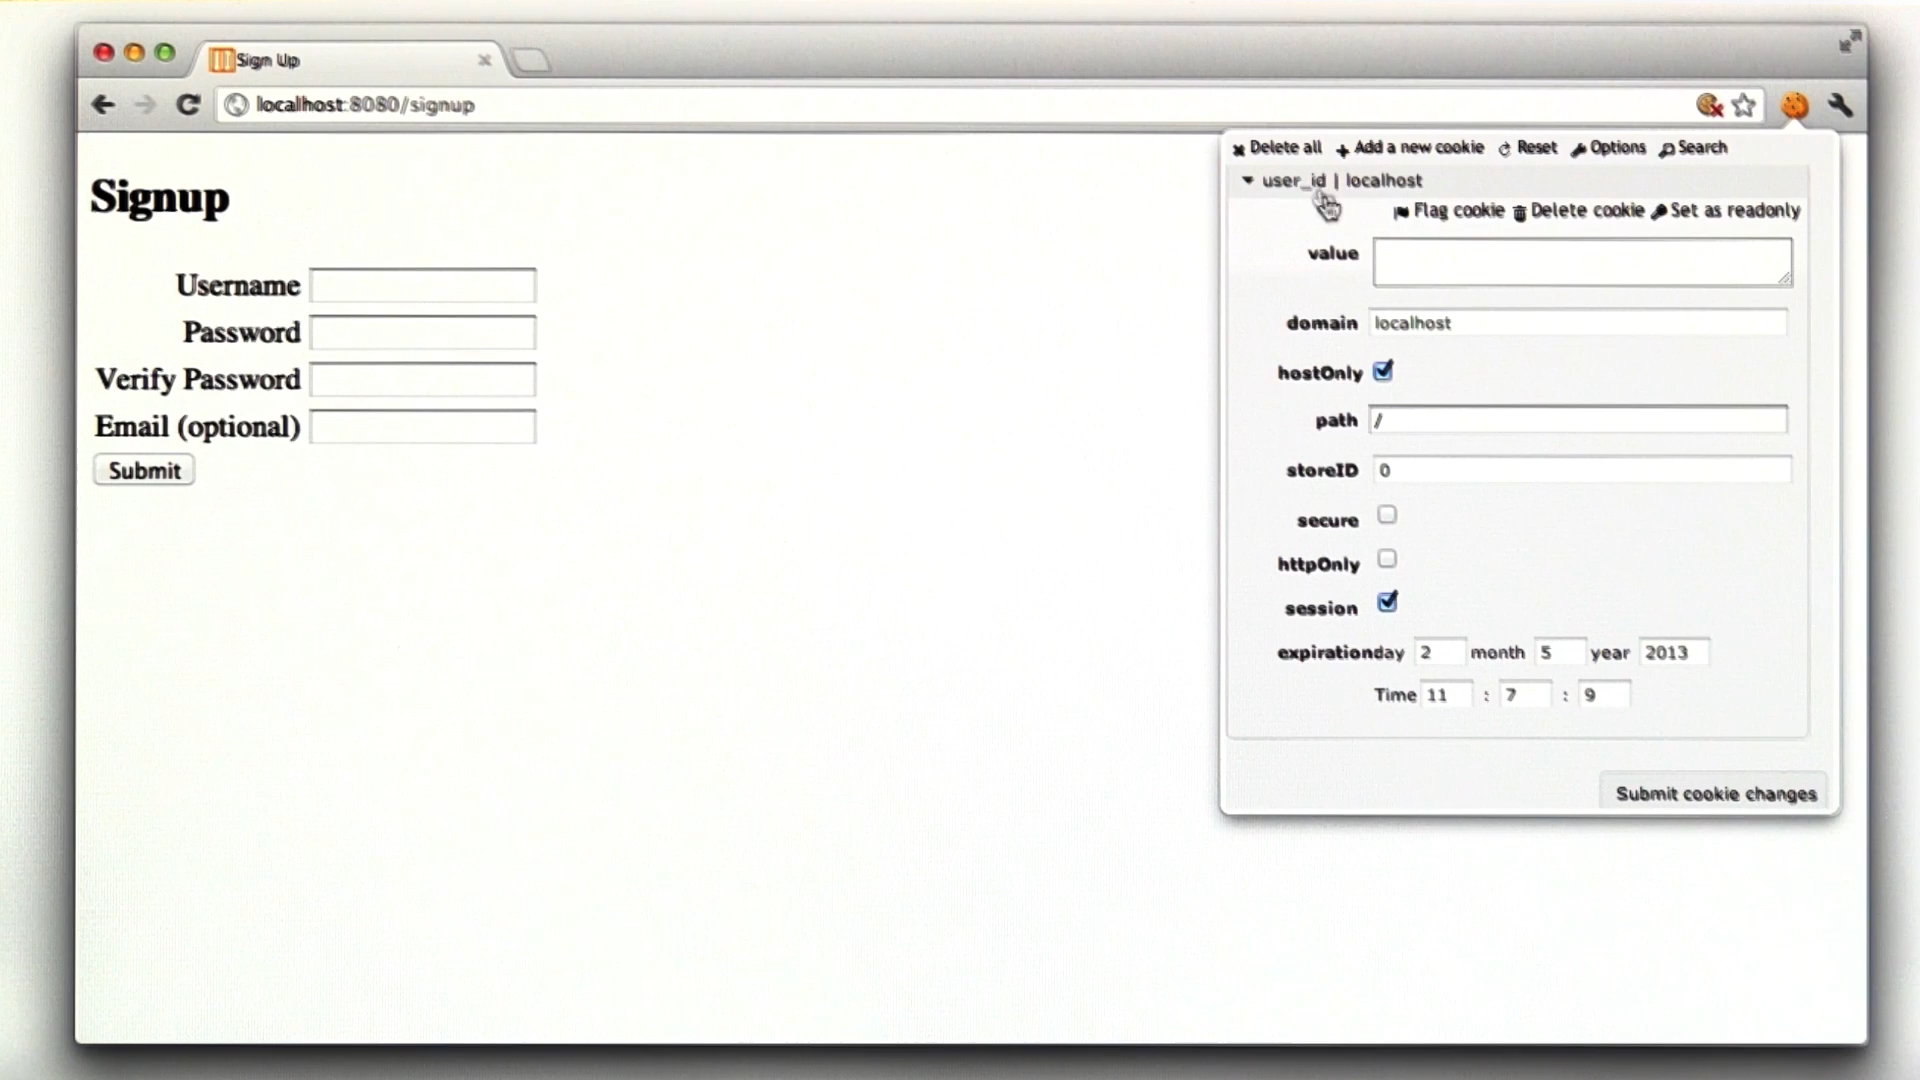 Sign Up
localhost:8080/signup
Delete all Add a new cookie Reset Options Search
user_id | localhost
Flag cookie Delete cookie Set as readonly
Signup
Username
Password
Verify Password
Email (optional)
Submit
value
domain localhost
hostOnly
path /
storeID 0
secure
httpOnly
session
expirationday 2 month 5 year 2013
Time 11 : 7 : 9
Submit cookie changes